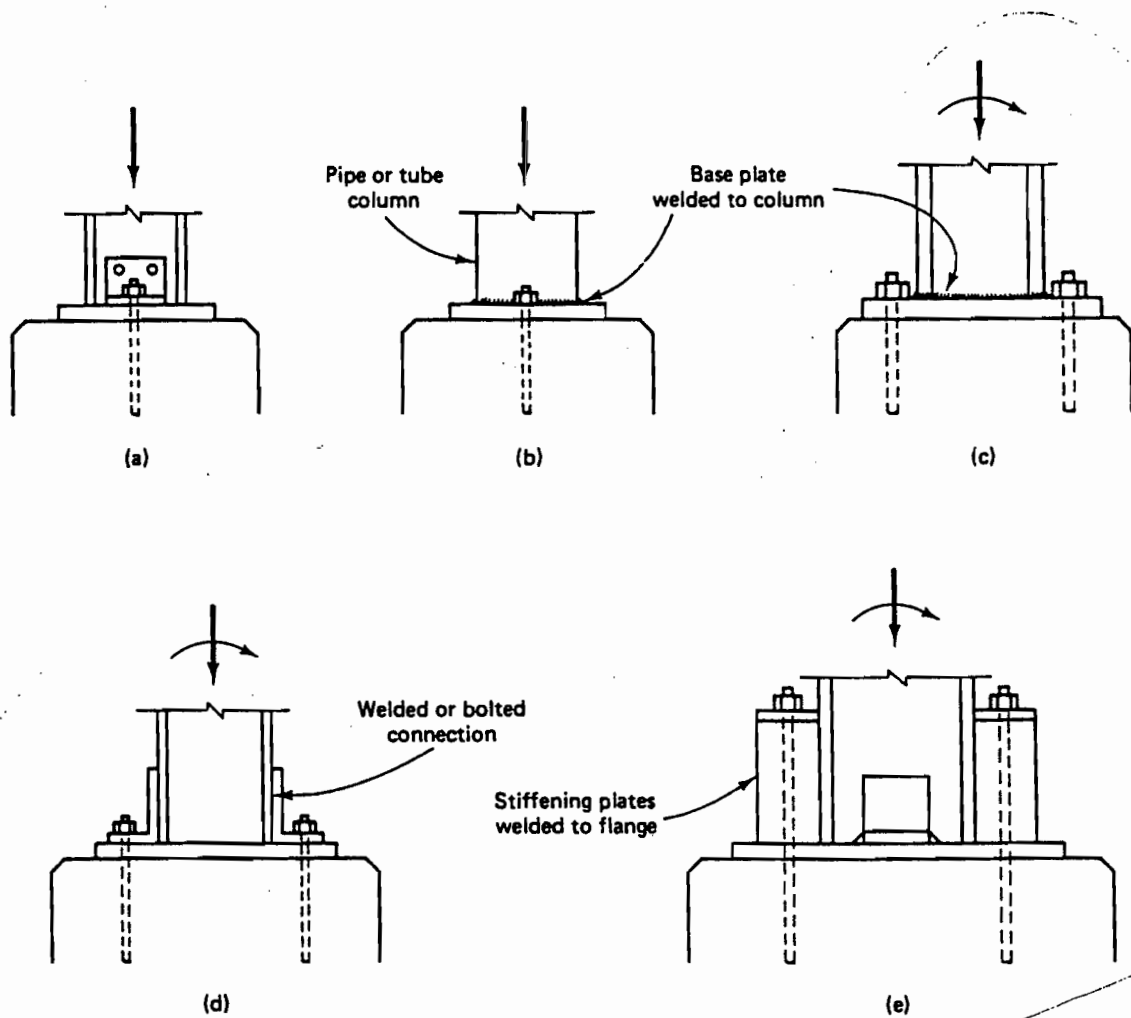 Pipe or tube
column
Base plate
welded to column
(a)
(b)
(c)
Welded or bolted
connection
Stiffening plates
welded to flange
(d)
(e)